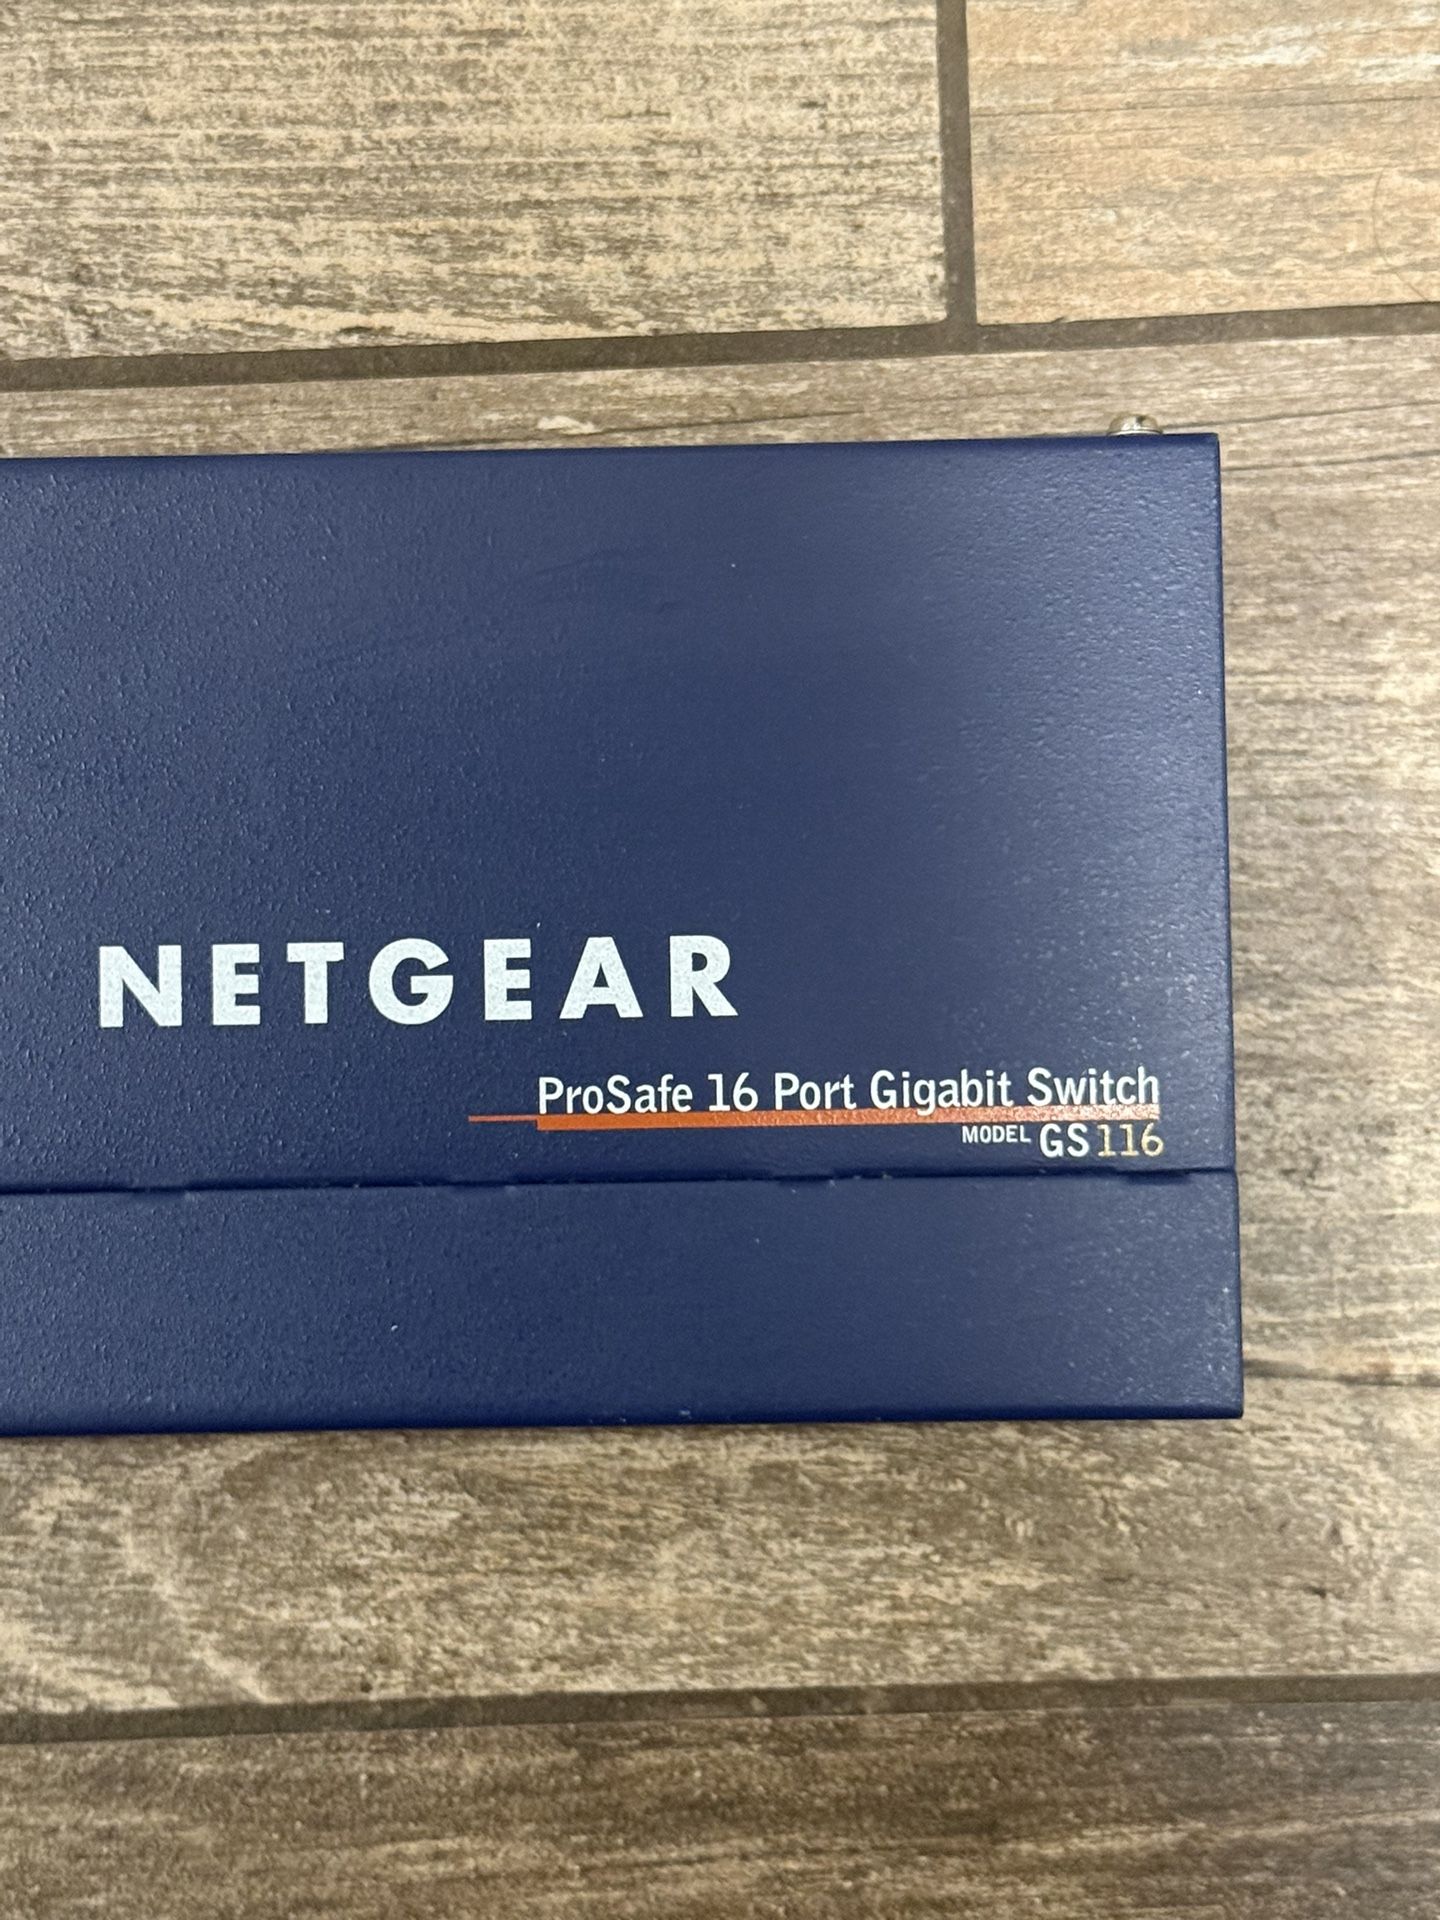 NETGEAR
ProSafe 16 Port Gigabit Switch
MODEL GS116